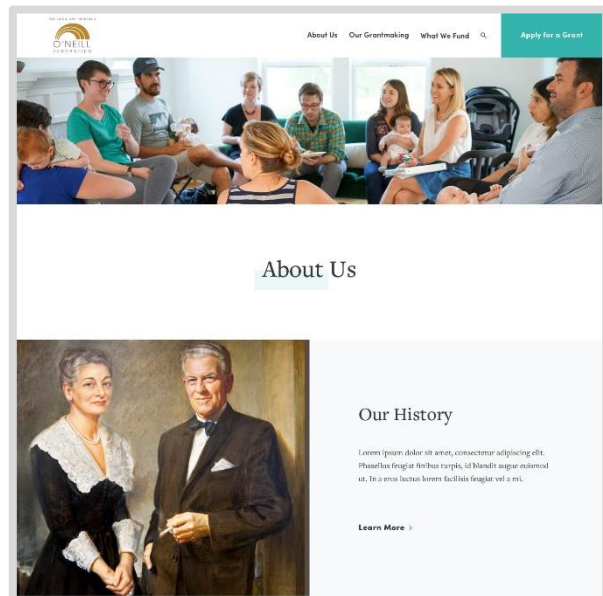 O'NEILL
FOUNDATION
About Us
Our Grantmaking
What We Fund
Apply for a Grant
About Us
Our History
Lorem ipsum dolor sit amet, consectetur adipiscing elit.
Phasellus feugiat finibus turpis, id blandit augue euismod
ut. In a eros luctus lorem facilisis feugiat vel a mi.
Learn More >